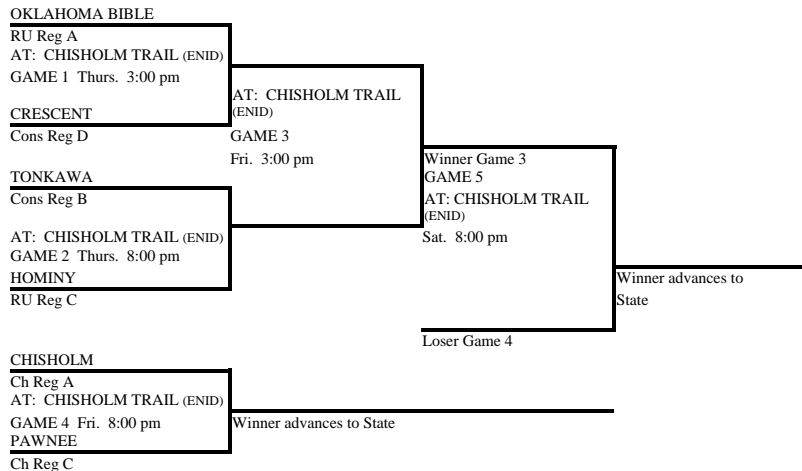 OKLAHOMA BIBLE
RU Reg A
AT: CHISHOLM TRAIL (ENID)
GAME 1 Thurs. 3:00 pm
CRESCENT
Cons Reg D
AT: CHISHOLM TRAIL
(ENID)
GAME 3
Fri. 3:00 pm
TONKAWA
Cons Reg B
AT: CHISHOLM TRAIL (ENID)
GAME 2 Thurs. 8:00 pm
HOMINY
RU Reg C
Winner Game 3
GAME 5
AT: CHISHOLM TRAIL
(ENID)
Sat. 8:00 pm
Loser Game 4
Winner advances to
State
CHISHOLM
Ch Reg A
AT: CHISHOLM TRAIL (ENID)
GAME 4 Fri. 8:00 pm
PAWNEE
Ch Reg C
Winner advances to State